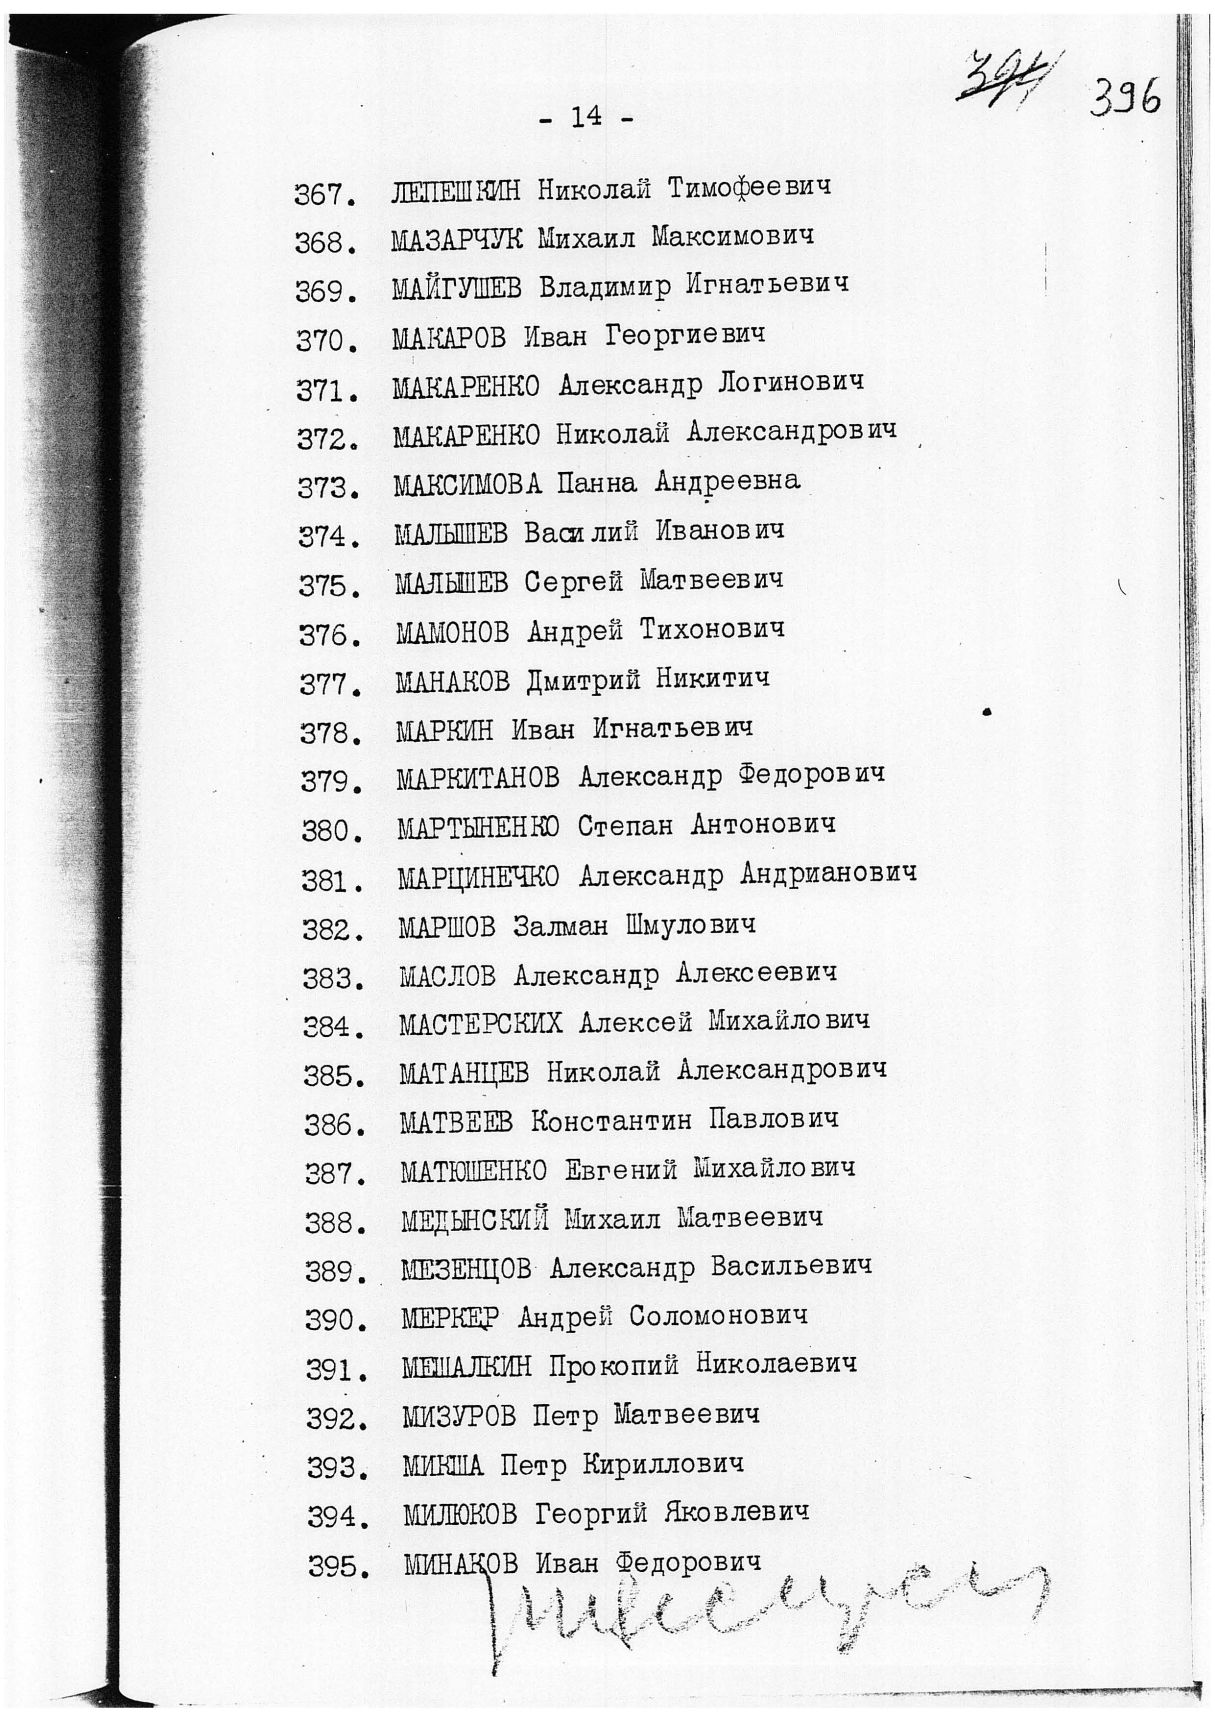 394 396
- 14 -
367. ЛЕПЕШКИН Николай Тимофеевич
368. МАЗАРЧУК Михаил Максимович
369. МАЙГУШЕВ Владимир Игнатьевич
370. МАКАРОВ Иван Георгиевич
371. МАКАРЕНКО Александр Логинович
372. МАКАРЕНКО Николай Александрович
373. МАКСИМОВА Панна Андреевна
374. МАЛЫШЕВ Василий Иванович
375. МАЛЫШЕВ Сергей Матвеевич
376. МАМОНОВ Андрей Тихонович
377. МАНАКОВ Дмитрий Никитич
378. МАРКИН Иван Игнатьевич
379. МАРКИТАНОВ Александр Федорович
380. МАРТЫНЕНКО Степан Антонович
381. МАРЦИНЕЧКО Александр Андрианович
382. МАРШОВ Залман Шмулович
383. МАСЛОВ Александр Алексеевич
384. МАСТЕРСКИХ Алексей Михайлович
385. МАТАНЦЕВ Николай Александрович
386. МАТВЕЕВ Константин Павлович
387. МАТЮШЕНКО Евгений Михайлович
388. МЕДЫНСКИЙ Михаил Матвеевич
389. МЕЗЕНЦОВ Александр Васильевич
390. МЕРКЕР Андрей Соломонович
391. МЕШАЛКИН Прокопий Николаевич
392. МИЗУРОВ Петр Матвеевич
393. МИКША Петр Кириллович
394. МИЛЮКОВ Георгий Яковлевич
395. МИНАКОВ Иван Федорович